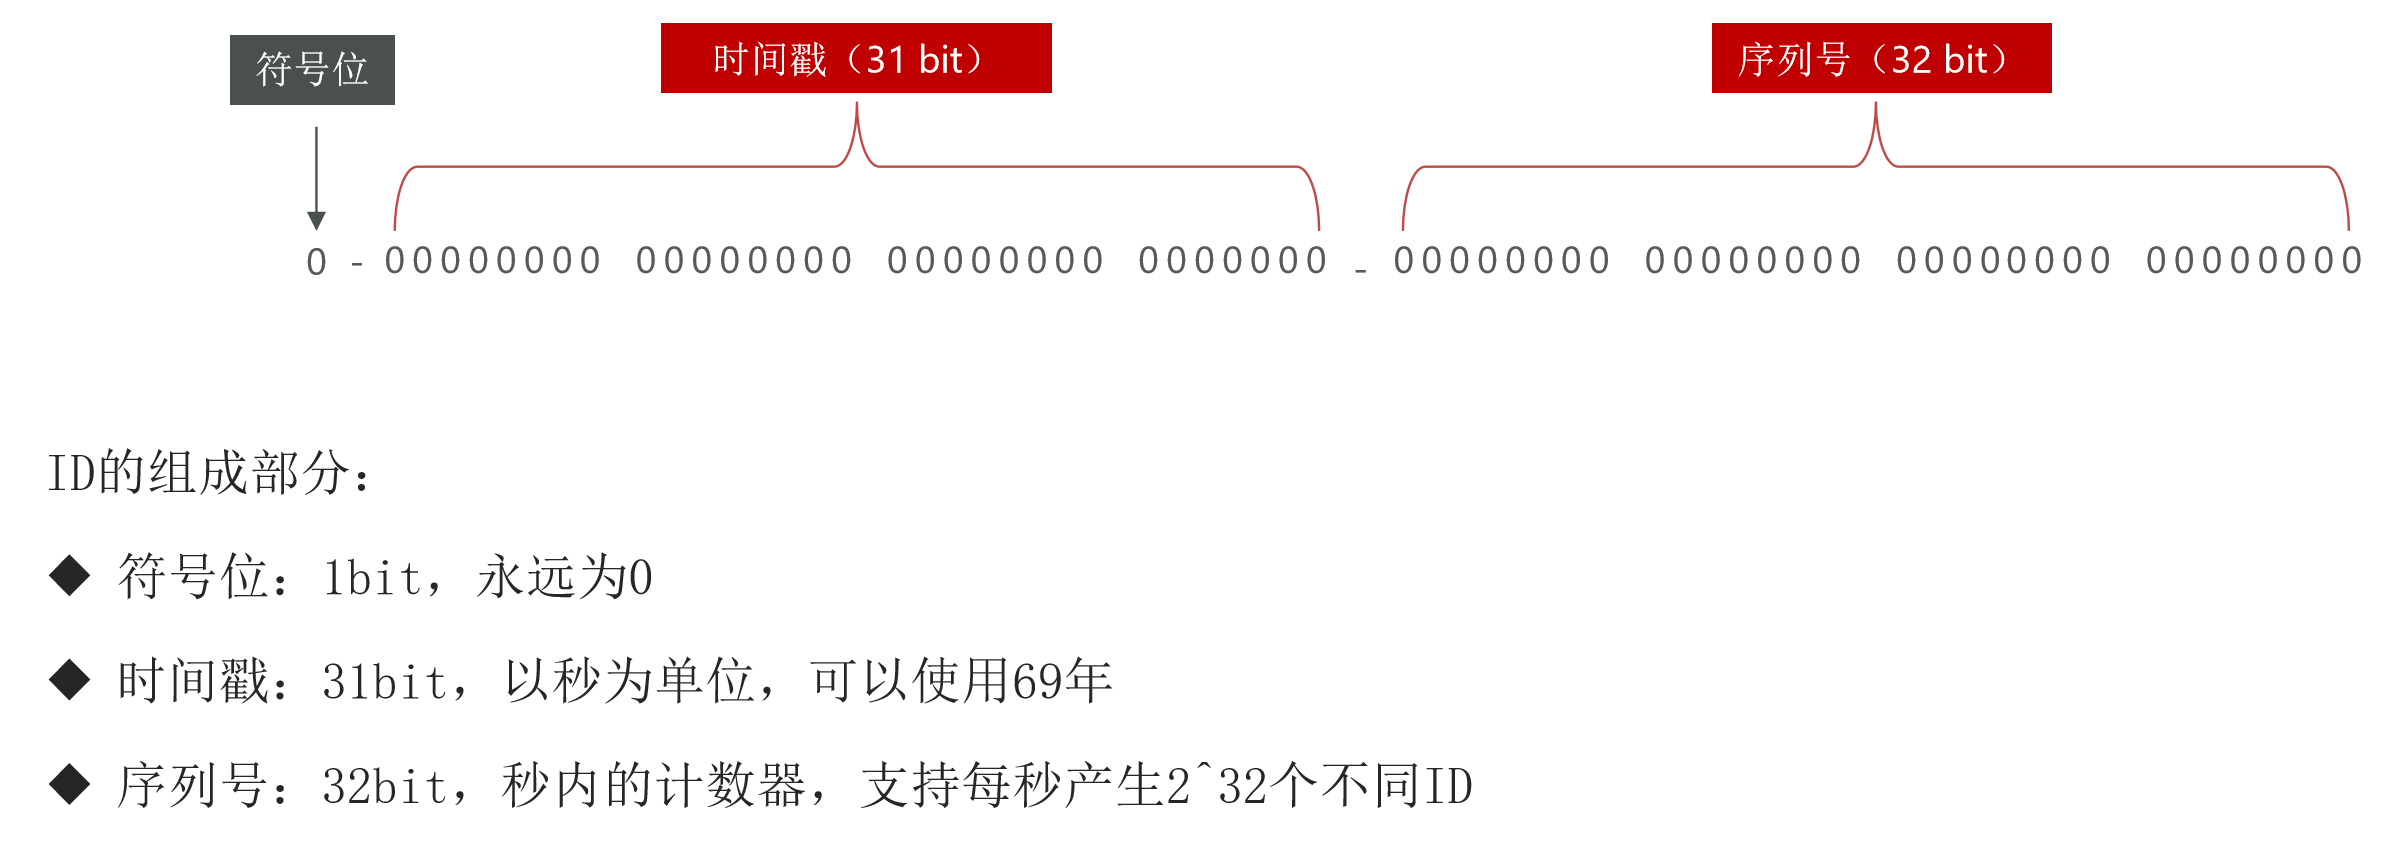 符号位
时间戳（31 bit）
序列号（32 bit）
0 - 00000000 00000000 00000000 0000000 - 00000000 00000000 00000000 00000000
ID的组成部分：
◆ 符号位：1bit，永远为0
◆ 时间戳：31bit，以秒为单位，可以使用69年
◆ 序列号：32bit，秒内的计数器，支持每秒产生2^32个不同ID